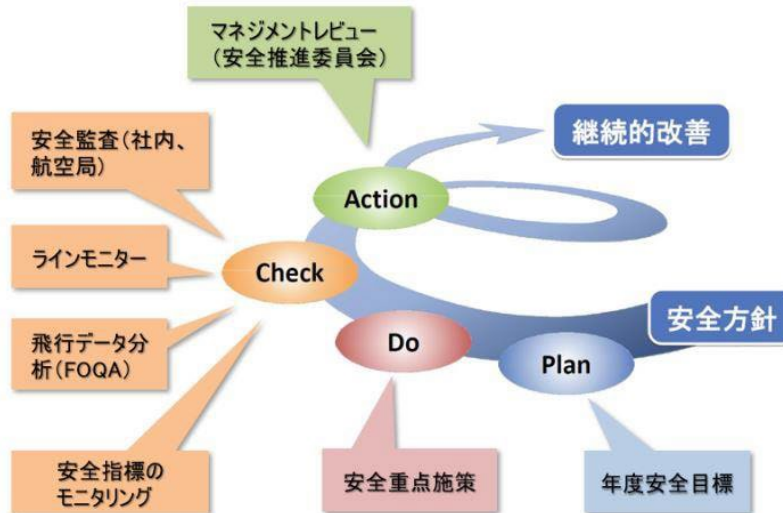 マネジメントレビュー
（安全推進委員会）
安全監査（社内、
航空局）
継続的改善
Action
ラインモニター
Check
安全方針
飛行データ分
析（FOQA）
Do
Plan
安全指標の
モニタリング
安全重点施策
年度安全目標